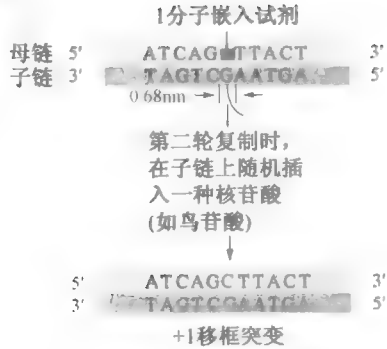 1分子嵌入试剂
母链 5' ATCAG■TTACT 3'
子链 3' TAGTCGAATGA 5'
0.68nm
第二轮复制时,
在子链上随机插
入一种核苷酸
(如鸟苷酸)
5' ATCAGCTTACT 3'
3' TAGTCGAATCA 5'
+1移框突变